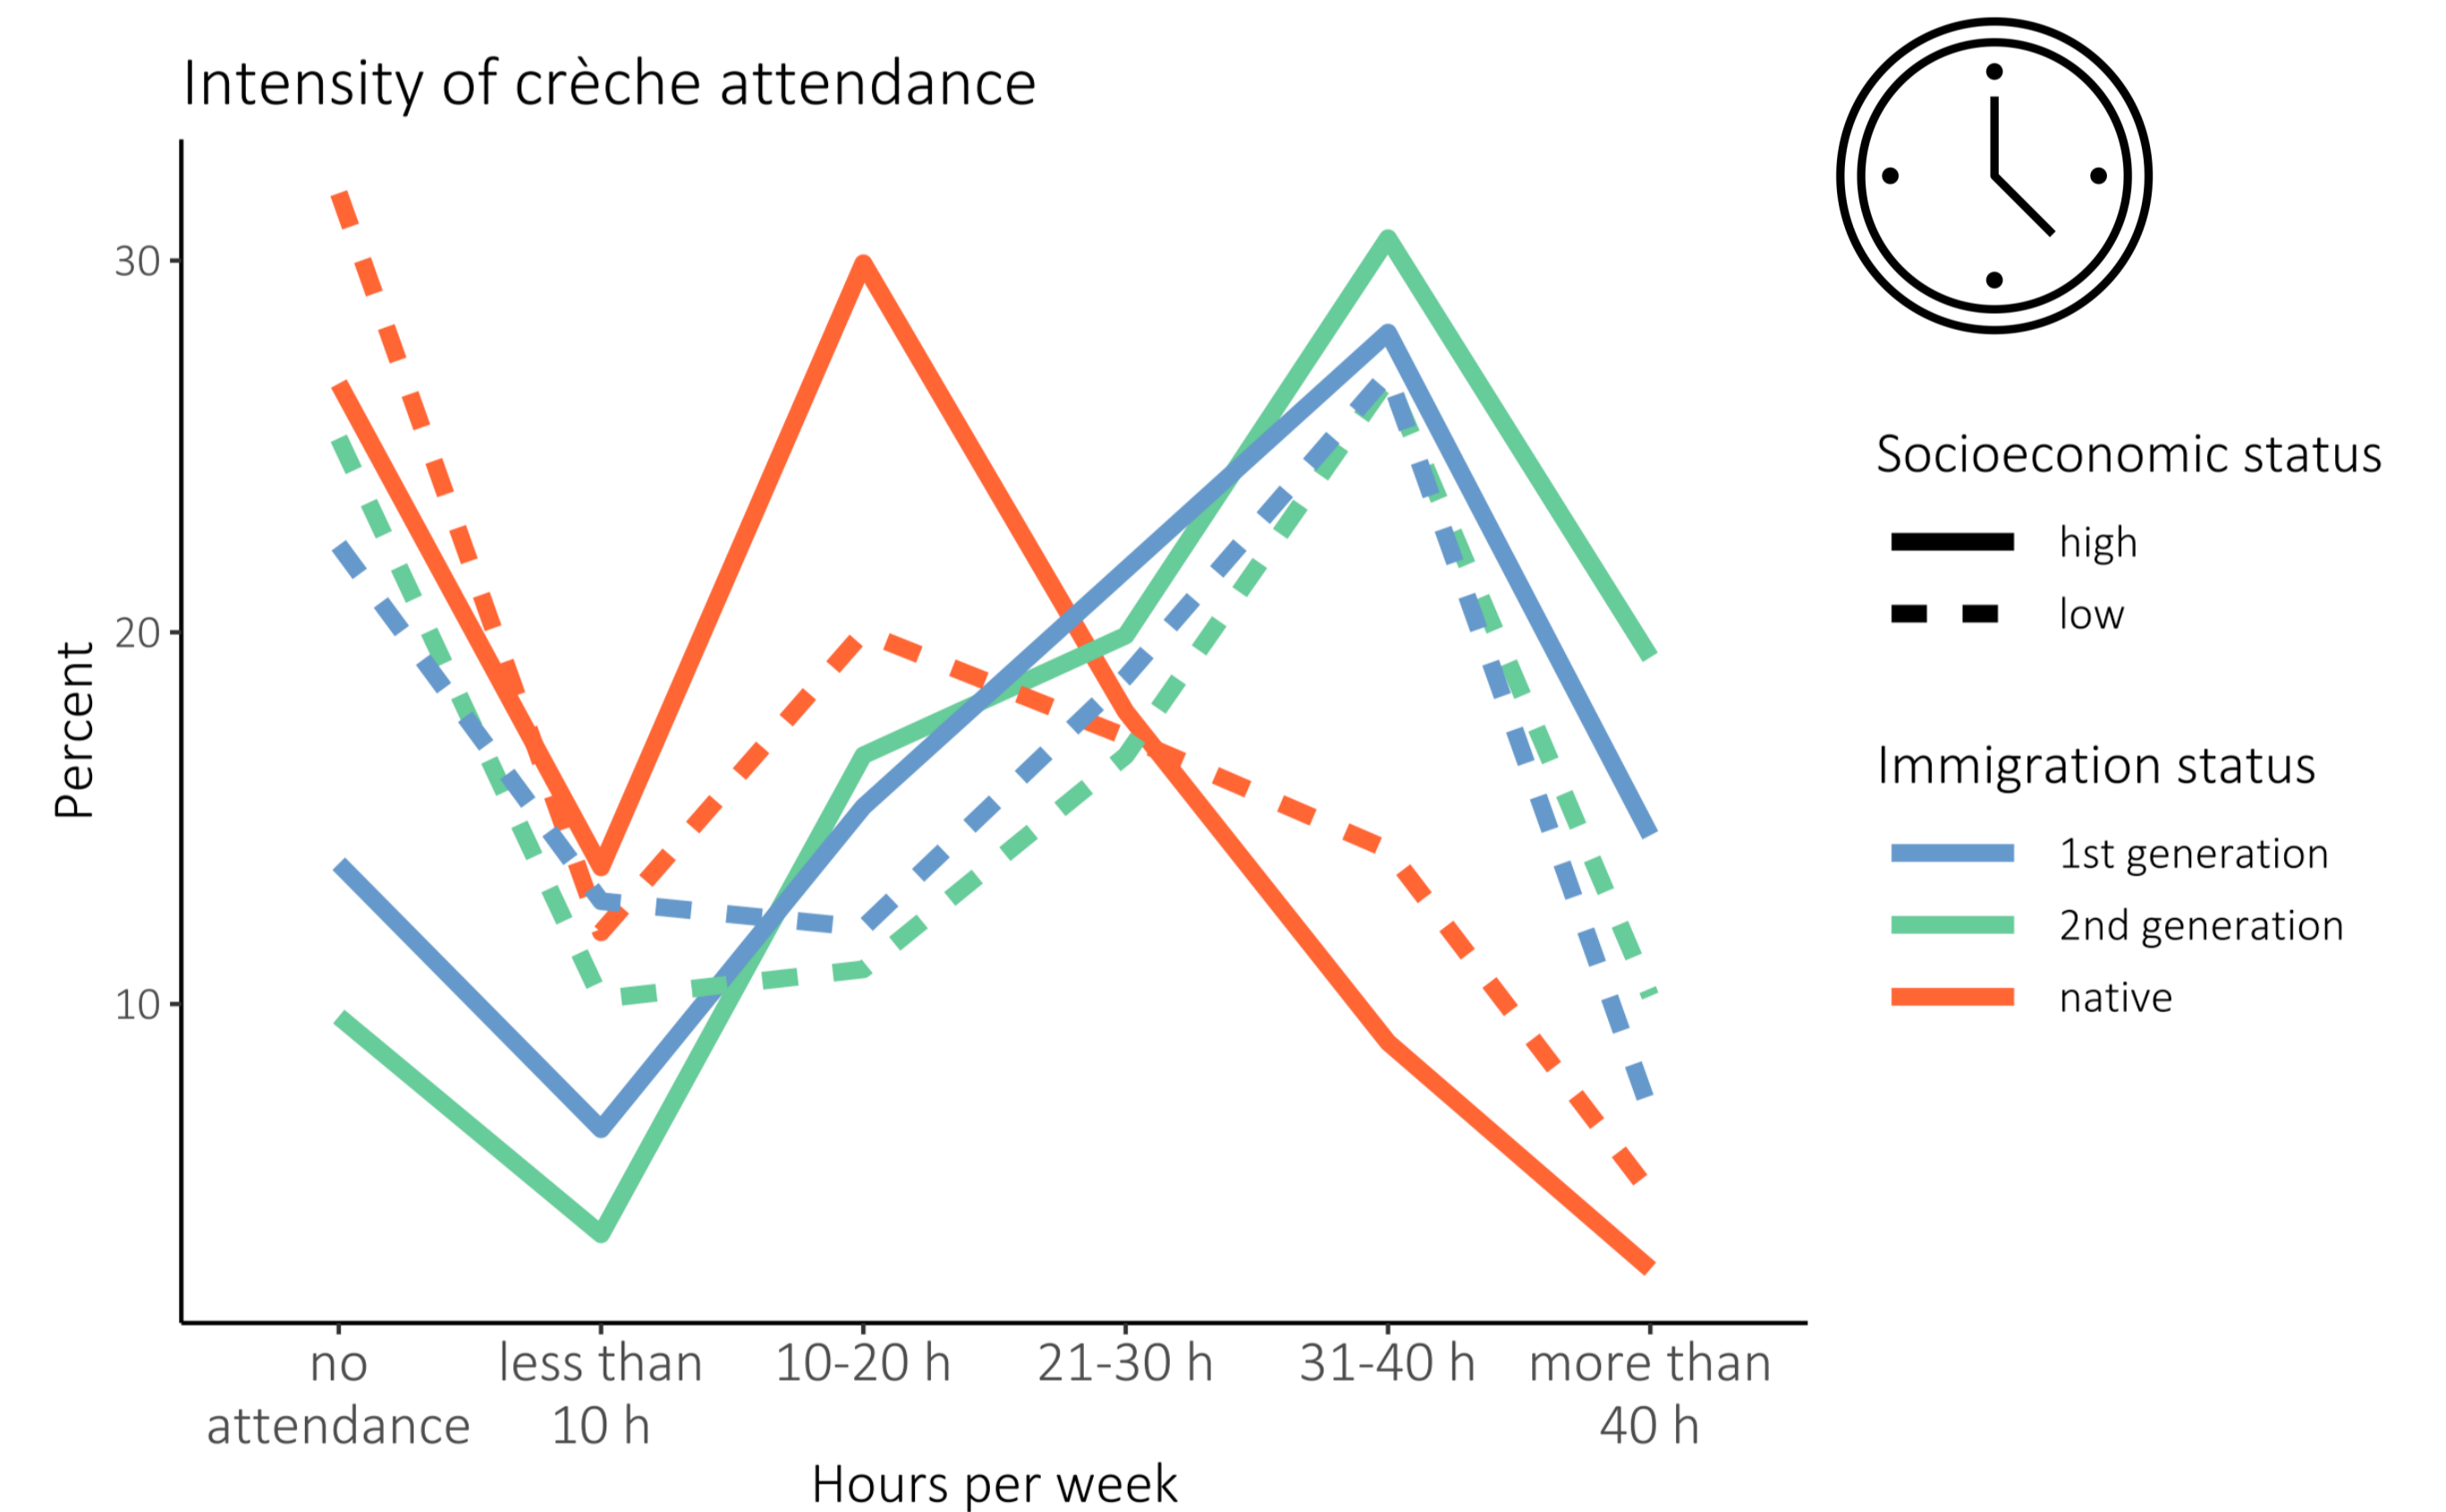 Intensity of crèche attendance
Percent
30
20
10
no
attendance
less than
10 h
10-20 h
21-30 h
31-40 h
more than
40 h
Hours per week
Socioeconomic status
high
low
Immigration status
1st generation
2nd generation
native